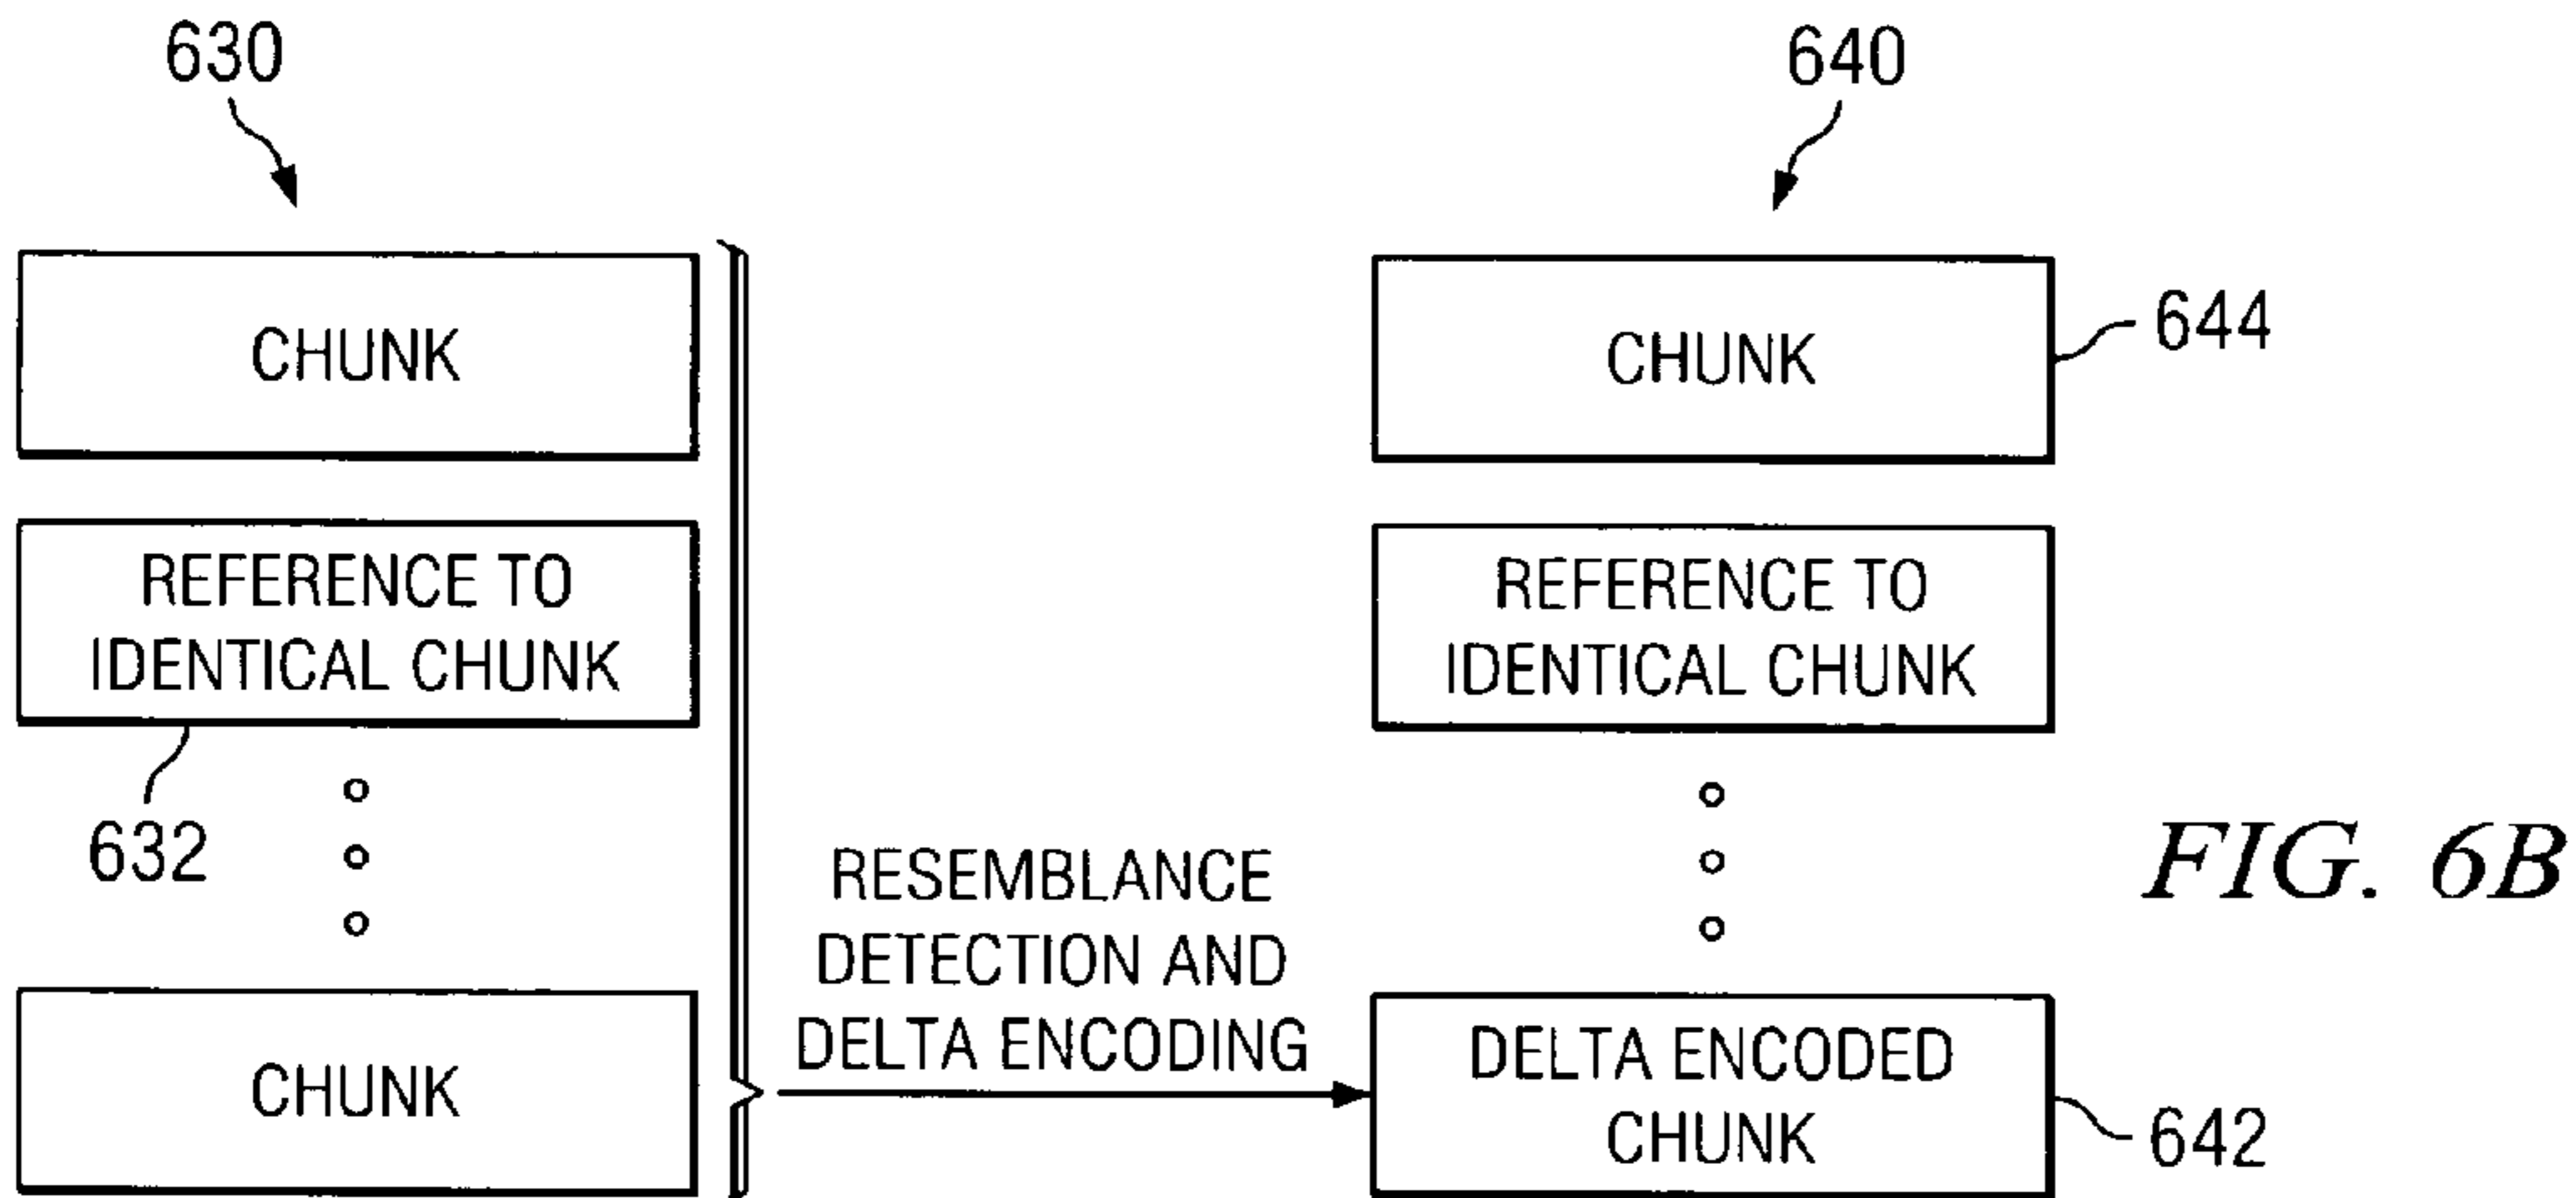 630
640
CHUNK
CHUNK
644
REFERENCE TO
IDENTICAL CHUNK
REFERENCE TO
IDENTICAL CHUNK
632
RESEMBLANCE
DETECTION AND
DELTA ENCODING
FIG. 6B
CHUNK
DELTA ENCODED
CHUNK
642